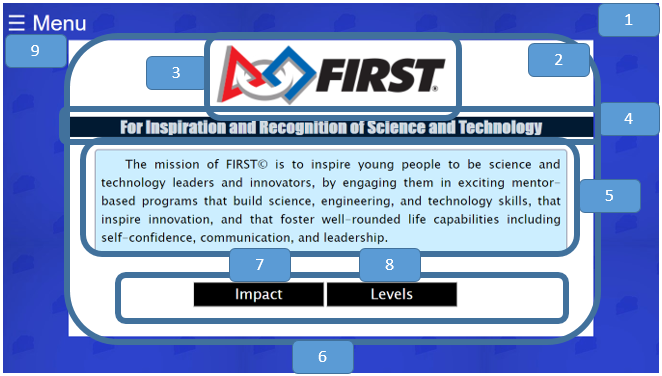 ☰ Menu
1
9
2
3
FIRST®
4
For Inspiration and Recognition of Science and Technology
The mission of FIRST© is to inspire young people to be science and
technology leaders and innovators, by engaging them in exciting mentor-
based programs that build science, engineering, and technology skills, that
inspire innovation, and that foster well-rounded life capabilities including
self-confidence, communication, and leadership.
5
7
8
Impact
Levels
6